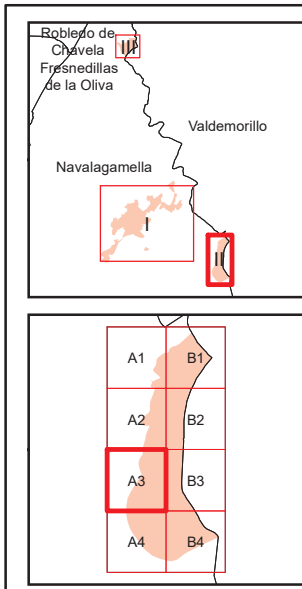 Robledo de
Chavela
III
Fresnedillas
de la Oliva
Valdemorillo
Navalagamella
I
II
A1
B1
A2
B2
A3
B3
A4
B4